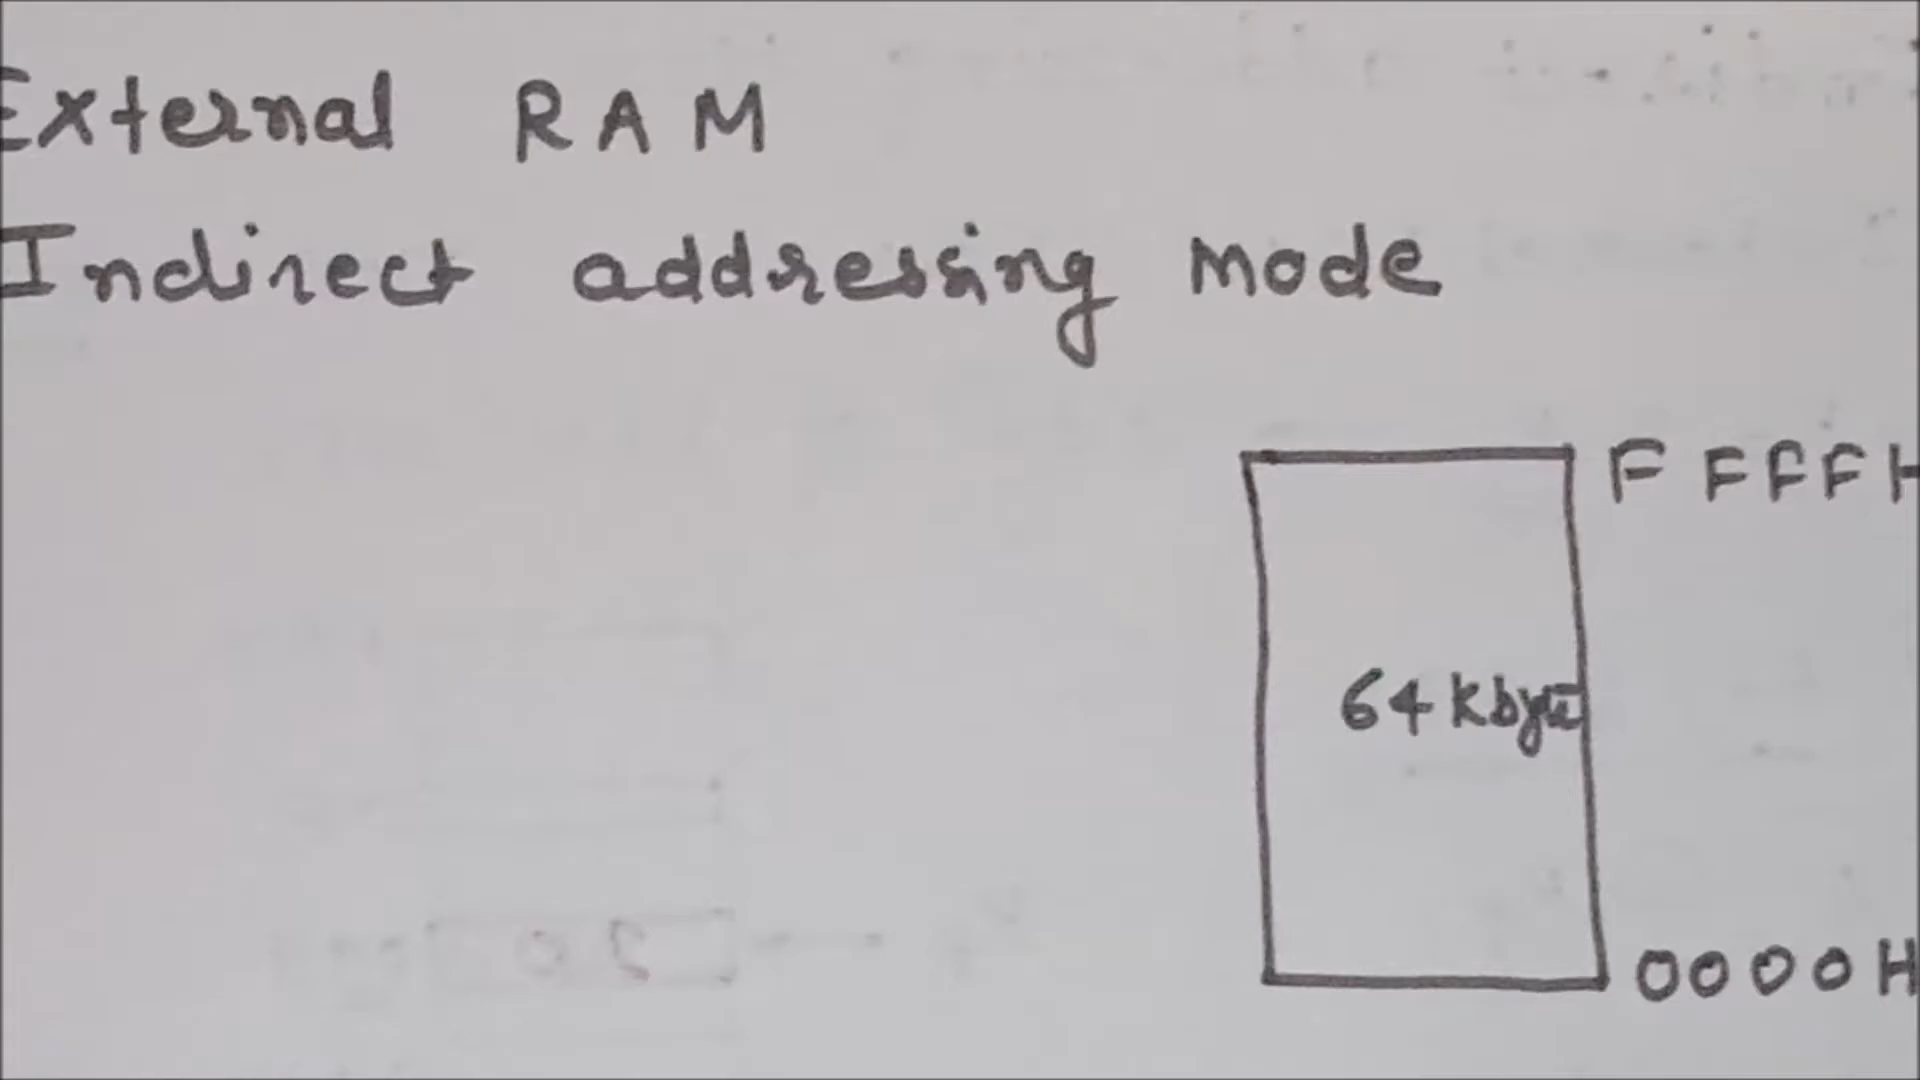 External RAM
Indirect addressing mode
FFFFH
64 kbyte
0000H